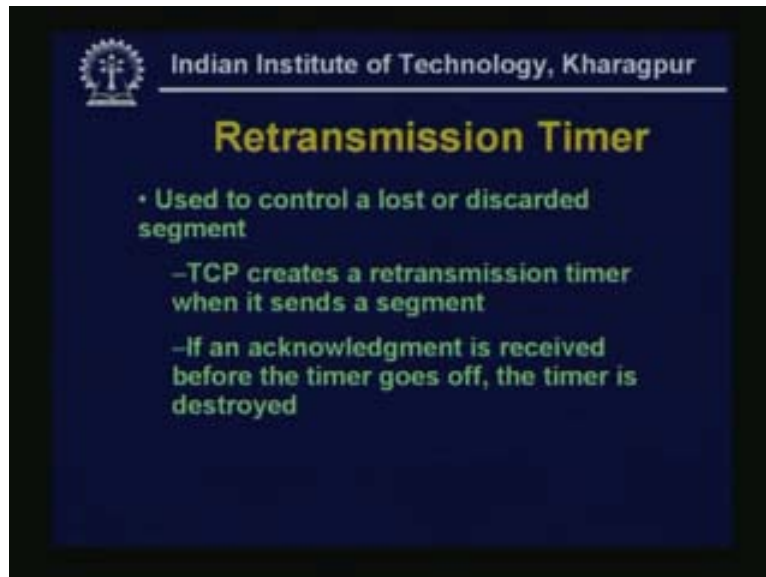 Indian Institute of Technology, Kharagpur
Retransmission Timer
• Used to control a lost or discarded
segment
–TCP creates a retransmission timer
when it sends a segment
–If an acknowledgment is received
before the timer goes off, the timer is
destroyed